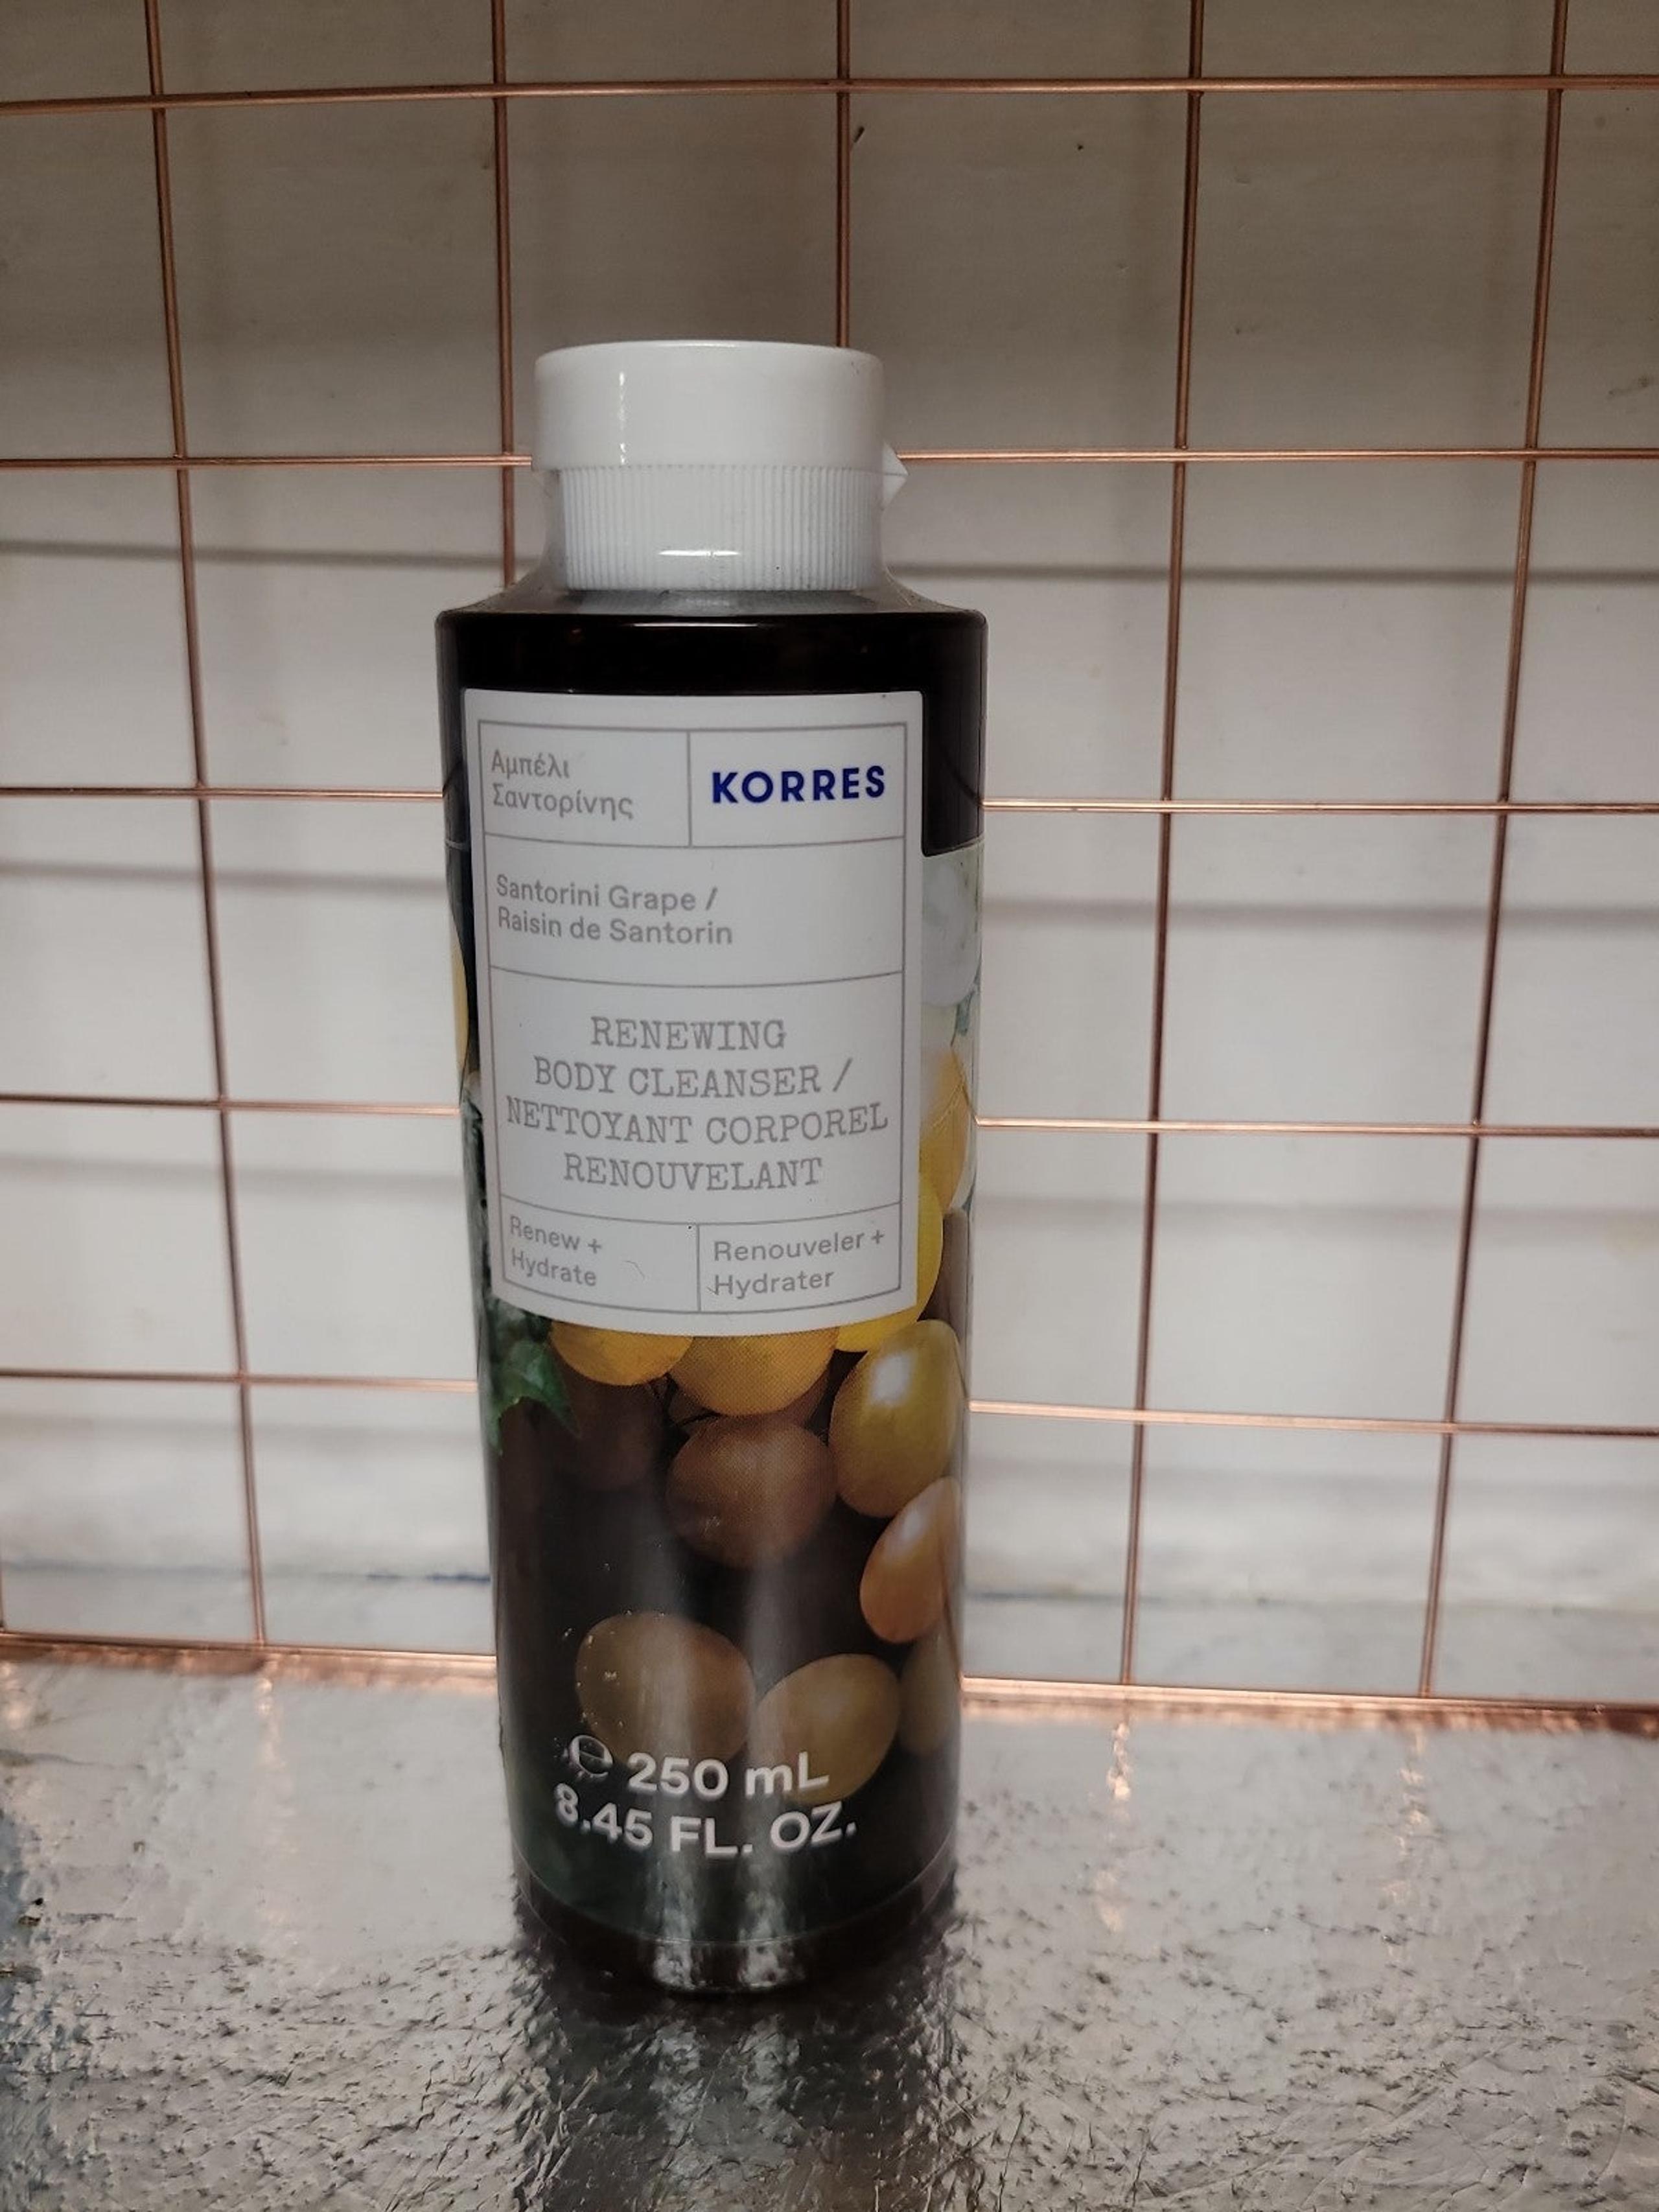 Αμπέλι
Σαντορίνης
KORRES
Santorini Grape /
Raisin de Santorin
RENEWING
BODY CLEANSER /
NETTOYANT CORPOREL
RENOUVELANT
Renew +
Hydrate
Renouveler +
Hydrater
℮ 250 mL
8.45 FL. OZ.